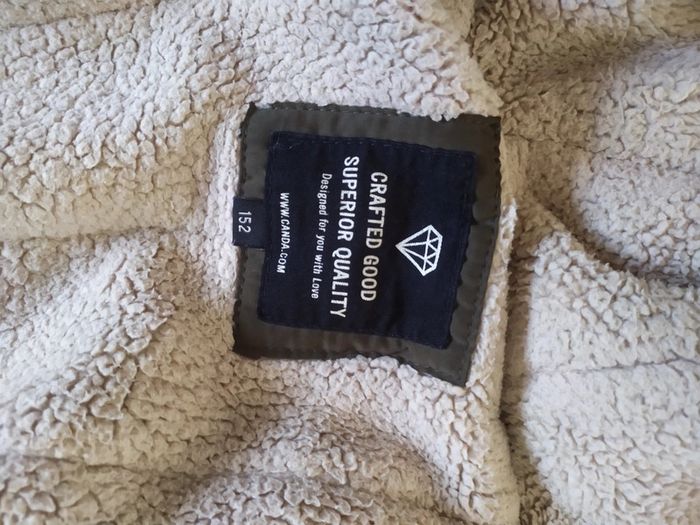 CRAFTED GOOD
SUPERIOR QUALITY
Designed for you with Love
WWW.CANDA.COM
152